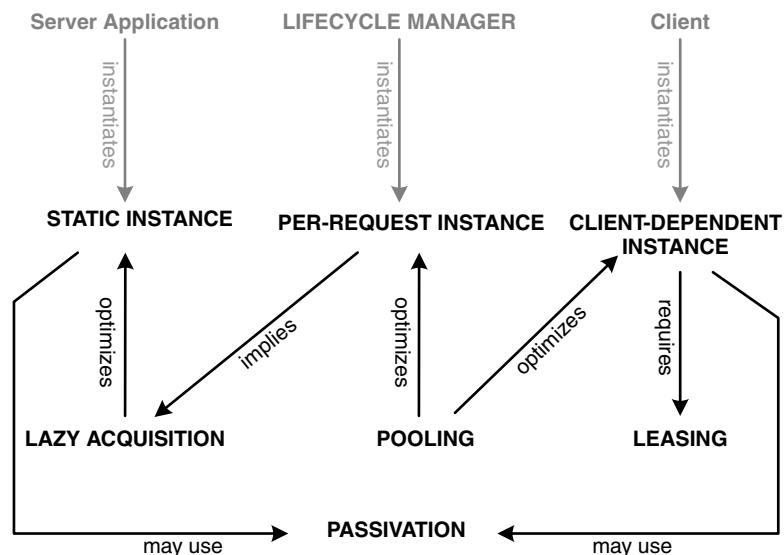 Server Application
LIFECYCLE MANAGER
Client
instantiates
instantiates
instantiates
STATIC INSTANCE
PER-REQUEST INSTANCE
CLIENT-DEPENDENT
INSTANCE
optimizes
implies
optimizes
optimizes
requires
LAZY ACQUISITION
POOLING
LEASING
PASSIVATION
may use
may use